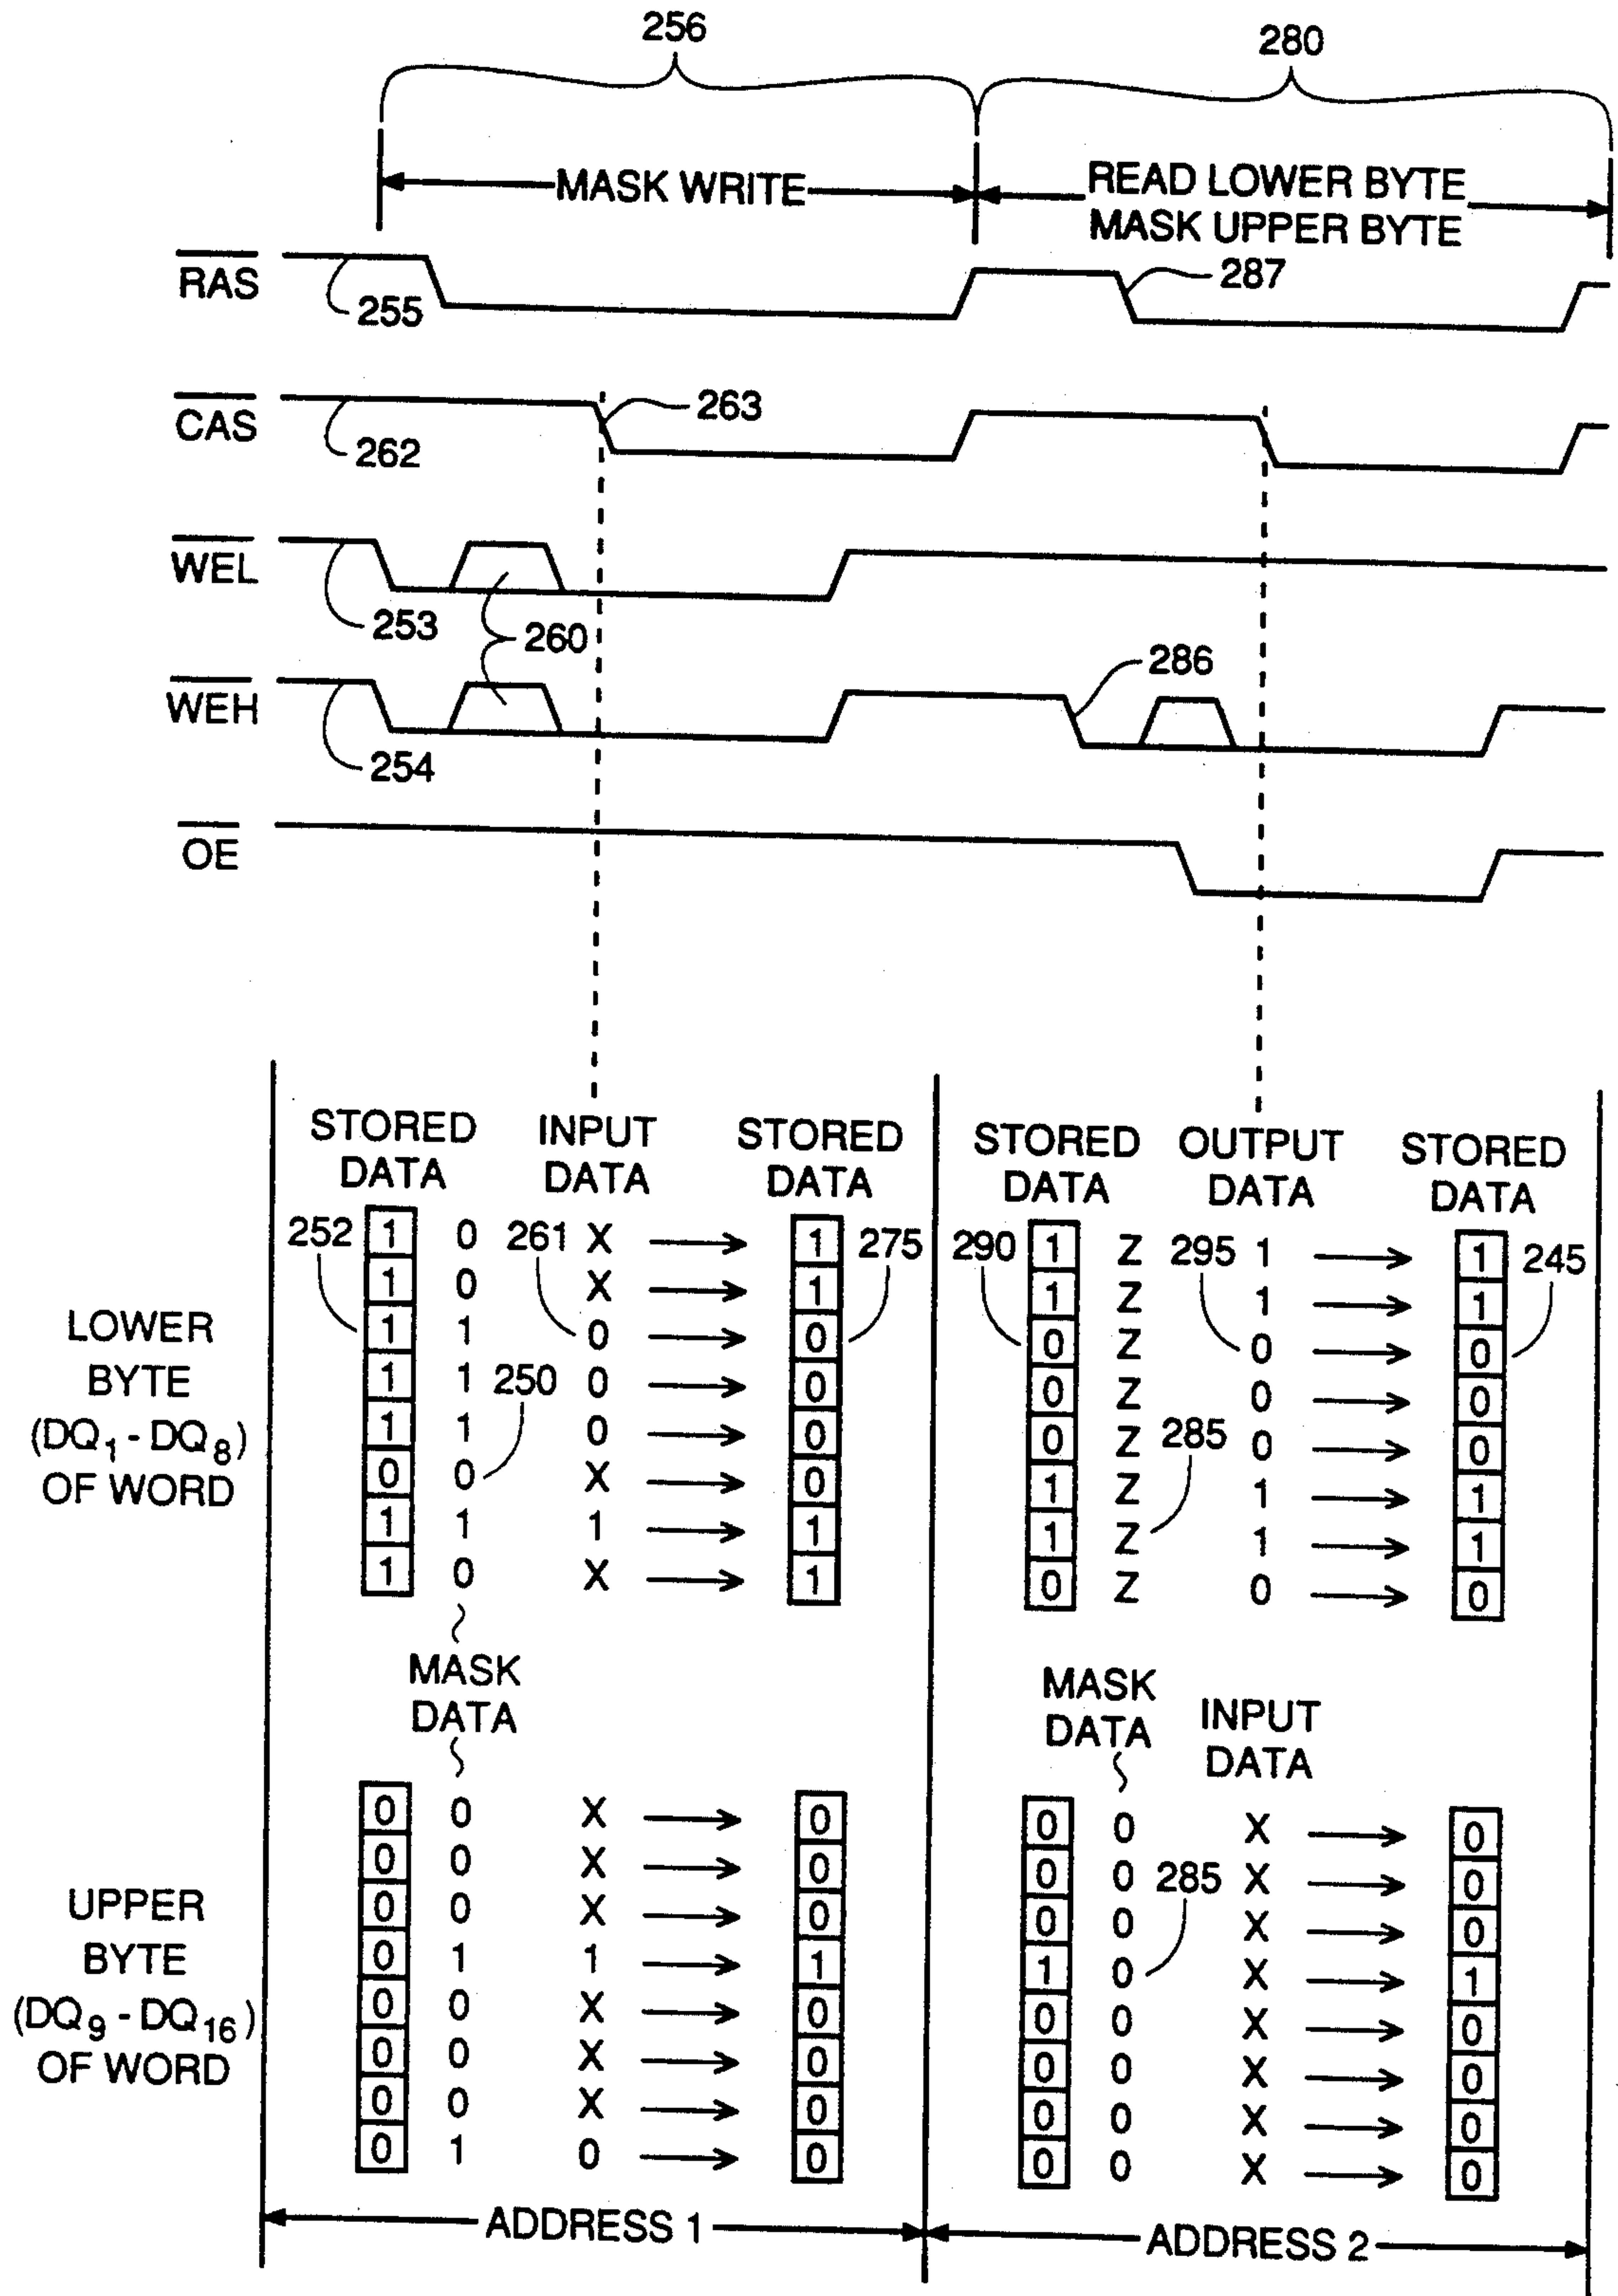 256 280
MASK WRITE READ LOWER BYTE
MASK UPPER BYTE
RAS 255 287
CAS 262 263
WEL 253
260
WEH 254 286
OE
STORED DATA INPUT DATA STORED DATA STORED DATA OUTPUT DATA STORED DATA
LOWER
BYTE
(DQ1 - DQ8)
OF WORD
252 1 0 261 X 1 275 290 1 Z 295 1 1 245
1 0 X 1 1 Z 1 1
1 1 0 0 0 Z 0 0
1 1 250 0 0 0 Z 0 0
1 1 0 0 0 Z 285 0 0
0 0 X 0 1 Z 1 1
1 1 1 1 1 Z 1 1
1 0 X 1 0 Z 0 0
MASK DATA MASK DATA INPUT DATA
UPPER
BYTE
(DQ9 - DQ16)
OF WORD
0 0 X 0 0 0 X 0
0 0 X 0 0 0 285 X 0
0 0 X 0 0 0 X 0
0 1 1 1 1 0 X 1
0 0 X 0 0 0 X 0
0 0 X 0 0 0 X 0
0 0 X 0 0 0 X 0
0 1 0 0 0 0 X 0
ADDRESS 1 ADDRESS 2